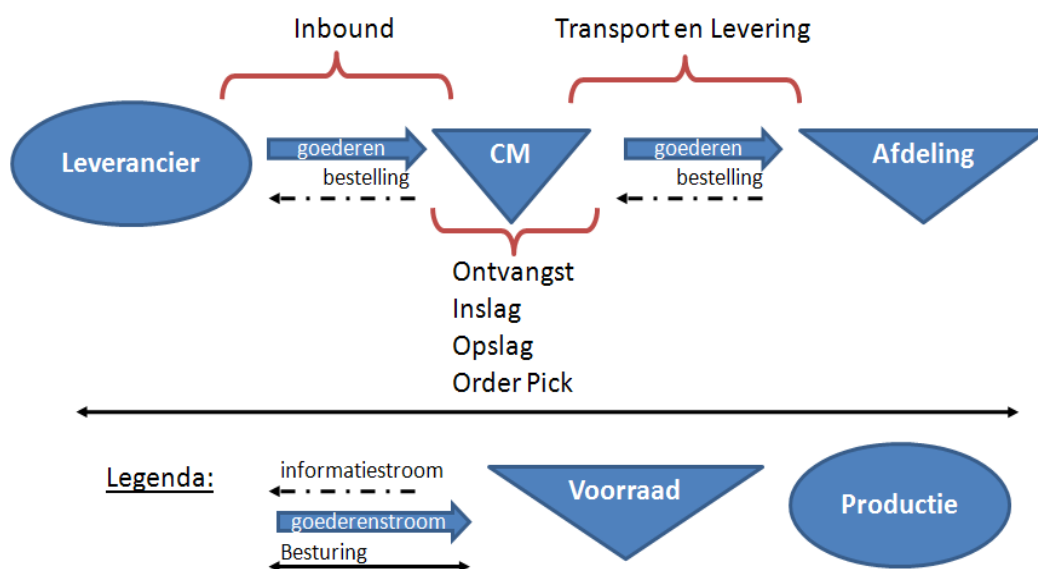 Inbound
Transport en Levering
Leverancier
goederen
bestelling
CM
goederen
bestelling
Afdeling
Ontvangst
Inslag
Opslag
Order Pick
Legenda:
informatiestroom
goederenstroom
Besturing
Voorraad
Productie